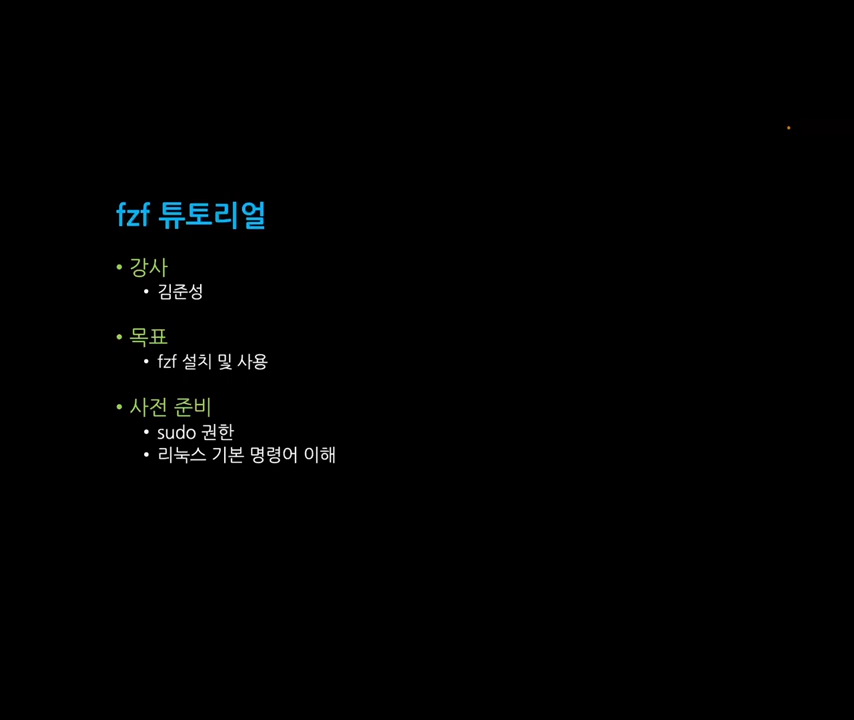 fzf 튜토리얼
• 강사
• 김준성
• 목표
• fzf 설치 및 사용
• 사전 준비
• sudo 권한
• 리눅스 기본 명령어 이해